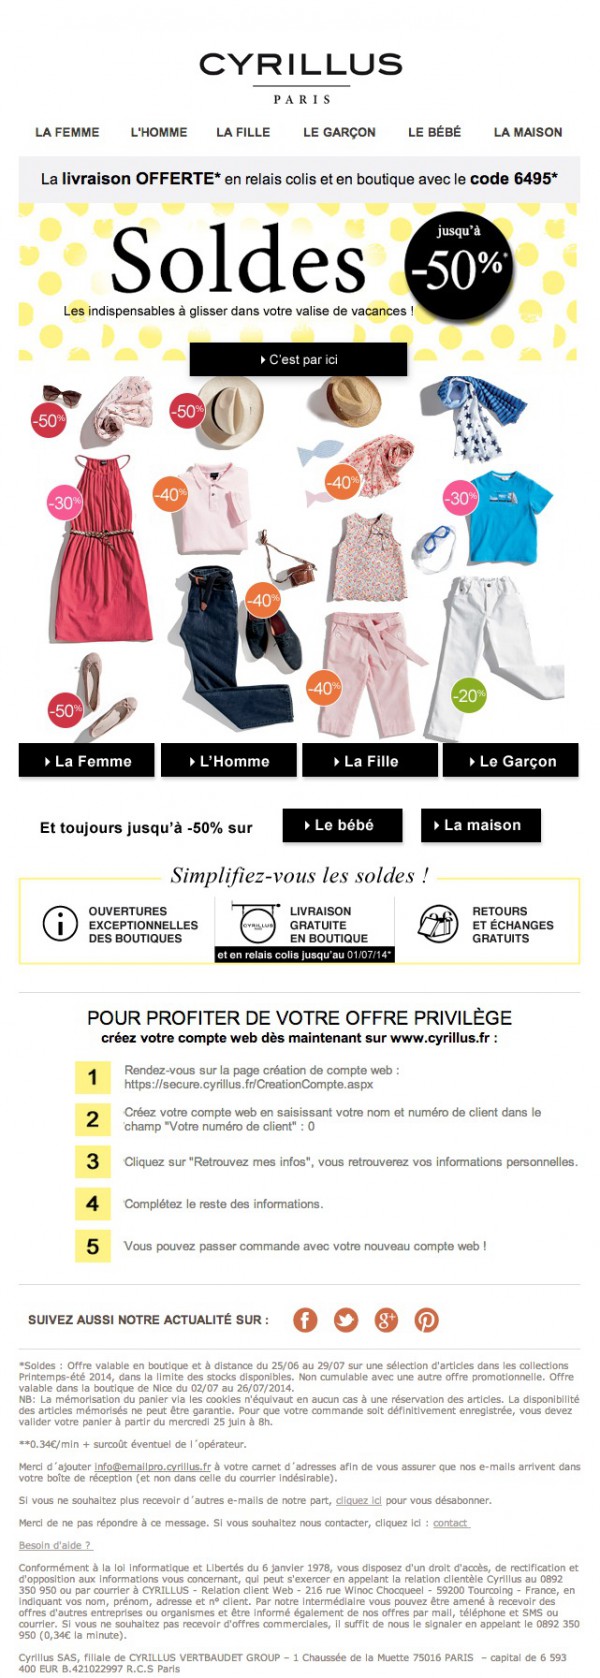 CYRILLUS
PARIS
LA FEMME L'HOMME LA FILLE LE GARÇON LE BÉBÉ LA MAISON
La livraison OFFERTE* en relais colis et en boutique avec le code 6495*
Soldes
jusqu'à
-50%*
Les indispensables à glisser dans votre valise de vacances !
C'est par ici
-50%
-50%
-40%
-30%
-40%
-30%
-40%
-40%
-20%
-50%
La Femme
L'Homme
La Fille
Le Garçon
Et toujours jusqu'à -50% sur
Le bébé
La maison
Simplifiez-vous les soldes !
OUVERTURES
EXCEPTIONNELLES
DES BOUTIQUES
CYRILLUS
LIVRAISON
GRATUITE
EN BOUTIQUE
et en relais colis jusqu'au 01/07/14*
RETOURS
ET ÉCHANGES
GRATUITS
POUR PROFITER DE VOTRE OFFRE PRIVILÈGE
créez votre compte web dès maintenant sur www.cyrillus.fr :
1 Rendez-vous sur la page création de compte web :
https://secure.cyrillus.fr/CreationCompte.aspx
2 Créez votre compte web en saisissant votre nom et numéro de client dans le
champ "Votre numéro de client" : 0
3 Cliquez sur "Retrouvez mes infos", vous retrouverez vos informations personnelles.
4 Complétez le reste des informations.
5 Vous pouvez passer commande avec votre nouveau compte web !
SUIVEZ AUSSI NOTRE ACTUALITÉ SUR :
*Soldes : Offre valable en boutique et à distance du 25/06 au 29/07 sur une sélection d'articles dans les collections
Printemps-été 2014, dans la limite des stocks disponibles. Non cumulable avec une autre offre promotionnelle. Offre
valable dans la boutique de Nice du 02/07 au 26/07/2014.
NB: La mémorisation du panier via les cookies n'équivaut en aucun cas à une réservation des articles. La disponibilité
des articles mémorisés ne peut être garantie. Pour que votre commande soit définitivement enregistrée, vous devez
valider votre panier à partir du mercredi 25 juin à 8h.
**0.34€/min + surcoût éventuel de l´opérateur.
Merci d´ajouter info@emailpro.cyrillus.fr à votre carnet d´adresses afin de vous assurer que nos e-mails arrivent dans
votre boîte de réception (et non dans celle du courrier indésirable).
Si vous ne souhaitez plus recevoir d´autres e-mails de notre part, cliquez ici pour vous désabonner.
Merci de ne pas répondre à ce message. Si vous souhaitez nous contacter, cliquez ici : contact
Besoin d'aide ?
Conformément à la loi informatique et Libertés du 6 janvier 1978, vous disposez d'un droit d'accès, de rectification et
d'opposition aux informations vous concernant, qui peut s'exercer en appelant la relation clientèle Cyrillus au 0892
350 950 ou par courrier à CYRILLUS - Relation client Web - 216 rue Winoc Chocqueel - 59200 Tourcoing - France, en
indiquant vos nom, prénom, adresse et n° client. Par notre intermédiaire vous pouvez être amené à recevoir des
offres d'autres entreprises ou organismes et être informé également de nos offres par mail, téléphone et SMS ou
courrier. Si vous ne souhaitez pas recevoir d'offres commerciales, il suffit de nous le signaler en appelant le 0892 350
950 (0,34€ la minute).
Cyrillus SAS, filiale de CYRILLUS VERTBAUDET GROUP – 1 Chaussée de la Muette 75016 PARIS – capital de 6 593
400 EUR B.421022997 R.C.S Paris